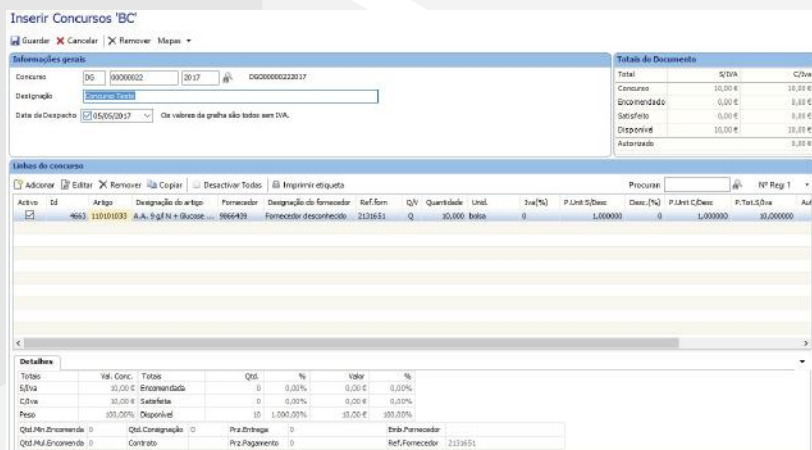 Inserir Concursos 'BC'
Guardar Cancelar Remover Mapas
Informações gerais
Concurso DG 00000022 2017 DG000000222017
Designação Concurso Teste
Data de Despacho 05/05/2017 Os valores da grelha são todos sem IVA.
Totais do Documento
Total S/IVA C/Iva
Concurso 10,00 € 10,00 €
Encomendado 0,00 € 0,00 €
Satisfeito 0,00 € 0,00 €
Disponível 10,00 € 10,00 €
Autorizado 0,00 €
Linhas do concurso
Adicionar Editar Remover Copiar Desactivar Todas Imprimir etiqueta Procurar: Nº Reg: 1
Activo Id Artigo Designação do artigo Fornecedor Designação do fornecedor Ref.forn Q/V Quantidade Unid. Iva(%) P.Unit S/Desc Desc.(%) P.Unit C/Desc P.Tot.S/Iva Aut
4663 110101033 A.A. 9 g/l N + Glucose ... 9866409 Fornecedor desconhecido 2131651 Q 10,000 bolsa 0 1,000000 0 1,000000 10,000000
Detalhes
Totais Val. Conc. Totais Qtd. % Valor %
S/Iva 10,00 € Encomendada 0 0,00% 0,00 € 0,00%
C/Iva 10,00 € Satisfeita 0 0,00% 0,00 € 0,00%
Peso 100,00% Disponível 10 1.000,00% 10,00 € 100,00%
Qtd.Min.Encomenda 0 Qtd.Consignação 0 Prz.Entrega 0 Emb.Fornecedor
Qtd.Mul.Encomenda 0 Contrato Prz.Pagamento 0 Ref.Fornecedor 2131651